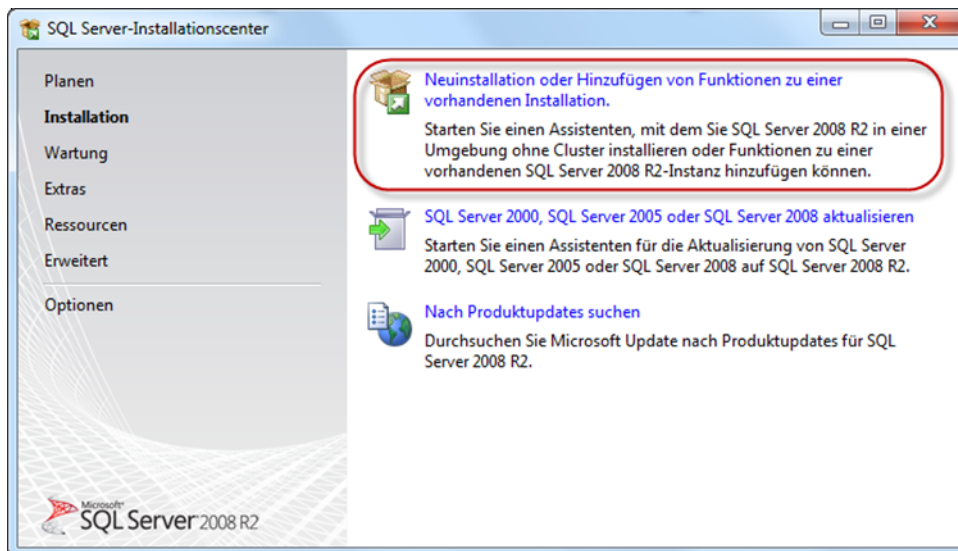 SQL Server-Installationscenter
Planen
Installation
Wartung
Extras
Ressourcen
Erweitert
Optionen
Microsoft®
SQL Server 2008 R2
Neuinstallation oder Hinzufügen von Funktionen zu einer
vorhandenen Installation.
Starten Sie einen Assistenten, mit dem Sie SQL Server 2008 R2 in einer
Umgebung ohne Cluster installieren oder Funktionen zu einer
vorhandenen SQL Server 2008 R2-Instanz hinzufügen können.
SQL Server 2000, SQL Server 2005 oder SQL Server 2008 aktualisieren
Starten Sie einen Assistenten für die Aktualisierung von SQL Server
2000, SQL Server 2005 oder SQL Server 2008 auf SQL Server 2008 R2.
Nach Produktupdates suchen
Durchsuchen Sie Microsoft Update nach Produktupdates für SQL
Server 2008 R2.